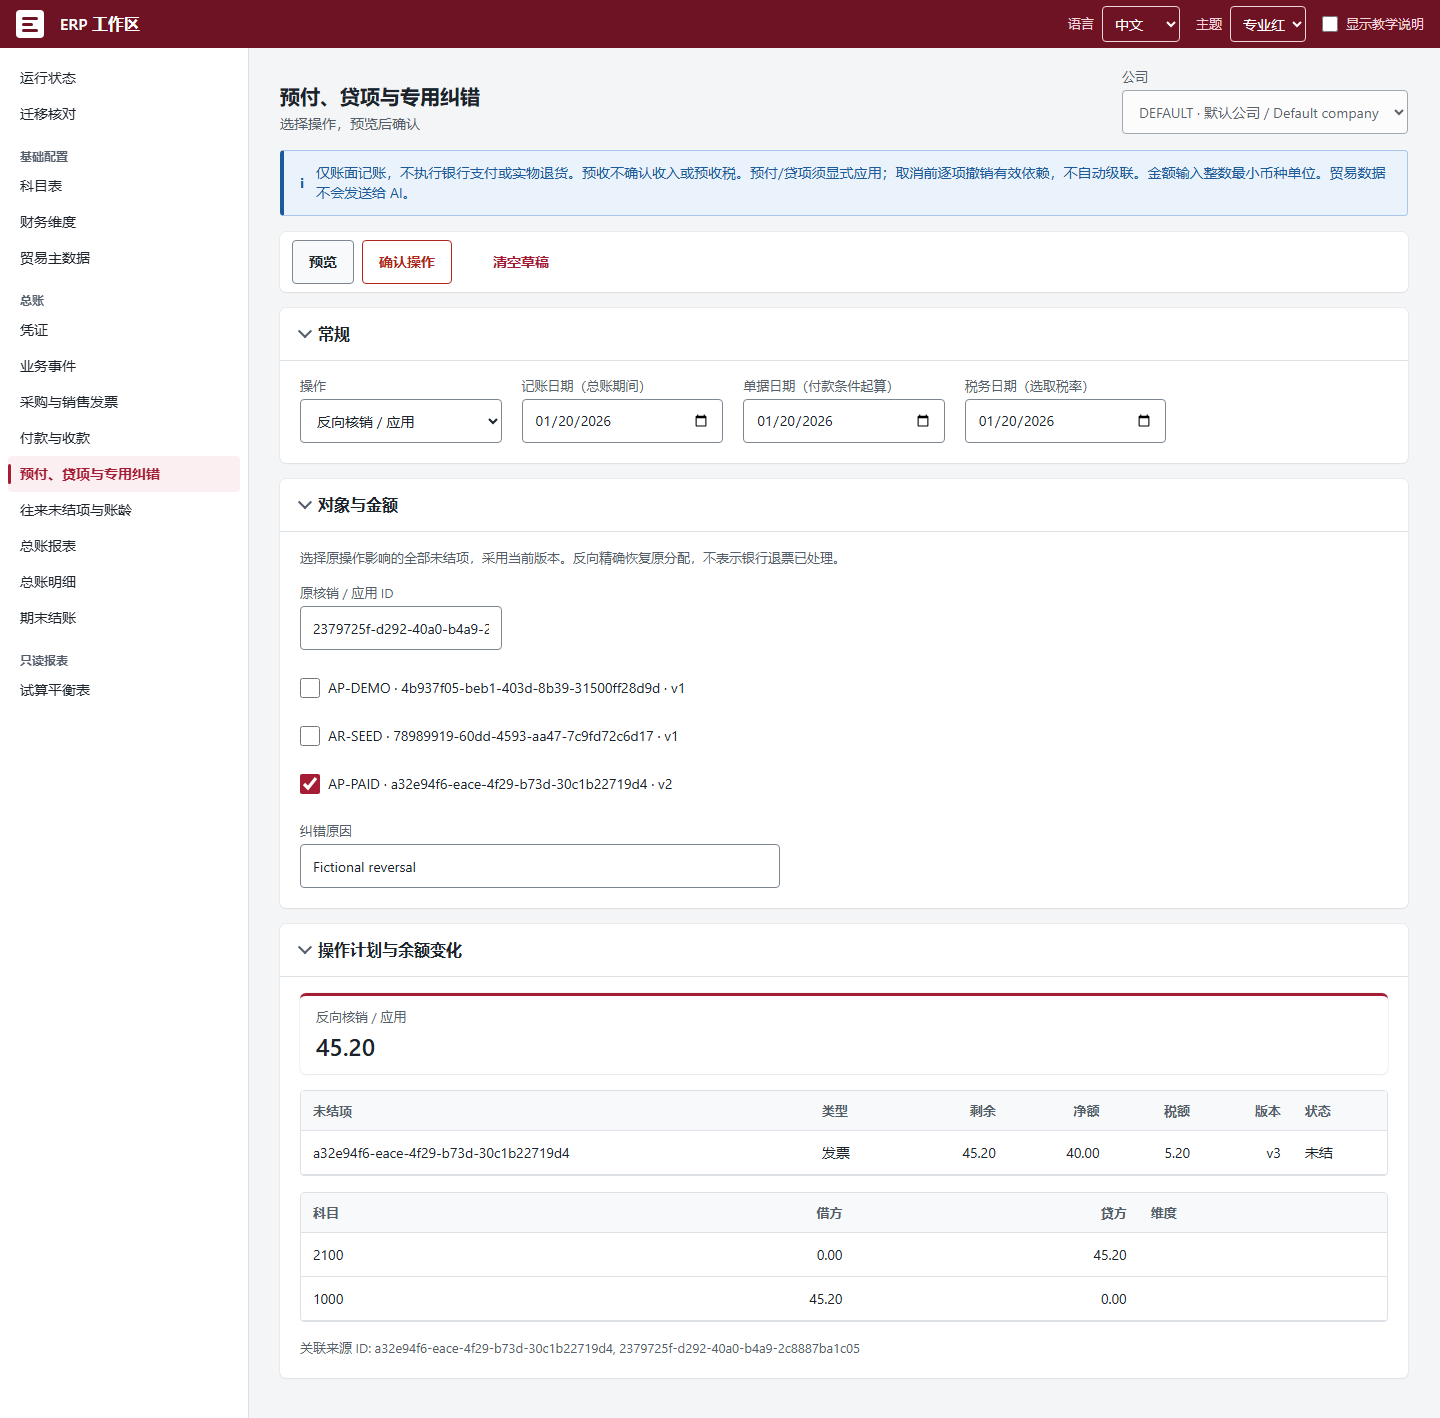 ERP 工作区
语言 中文 主题 专业红 显示教学说明
运行状态
迁移核对
基础配置
科目表
财务维度
贸易主数据
总账
凭证
业务事件
采购与销售发票
付款与收款
预付、贷项与专用纠错
往来未结项与账龄
总账报表
总账明细
期末结账
只读报表
试算平衡表
预付、贷项与专用纠错
选择操作，预览后确认
公司
DEFAULT · 默认公司 / Default company
i 仅账面记账，不执行银行支付或实物退货。预收不确认收入或预收税。预付/贷项须显式应用；取消前逐项撤销有效依赖，不自动级联。金额输入整数最小币种单位。贸易数据
不会发送给 AI。
预览 确认操作 清空草稿
常规
操作 记账日期（总账期间） 单据日期（付款条件起算） 税务日期（选取税率）
反向核销 / 应用 01/20/2026 01/20/2026 01/20/2026
对象与金额
选择原操作影响的全部未结项，采用当前版本。反向精确恢复原分配，不表示银行退票已处理。
原核销 / 应用 ID
2379725f-d292-40a0-b4a9-2
AP-DEMO · 4b937f05-beb1-403d-8b39-31500ff28d9d · v1
AR-SEED · 78989919-60dd-4593-aa47-7c9fd72c6d17 · v1
AP-PAID · a32e94f6-eace-4f29-b73d-30c1b22719d4 · v2
纠错原因
Fictional reversal
操作计划与余额变化
反向核销 / 应用
45.20
未结项 类型 剩余 净额 税额 版本 状态
a32e94f6-eace-4f29-b73d-30c1b22719d4 发票 45.20 40.00 5.20 v3 未结
科目 借方 贷方 维度
2100 0.00 45.20
1000 45.20 0.00
关联来源 ID: a32e94f6-eace-4f29-b73d-30c1b22719d4, 2379725f-d292-40a0-b4a9-2c8887ba1c05